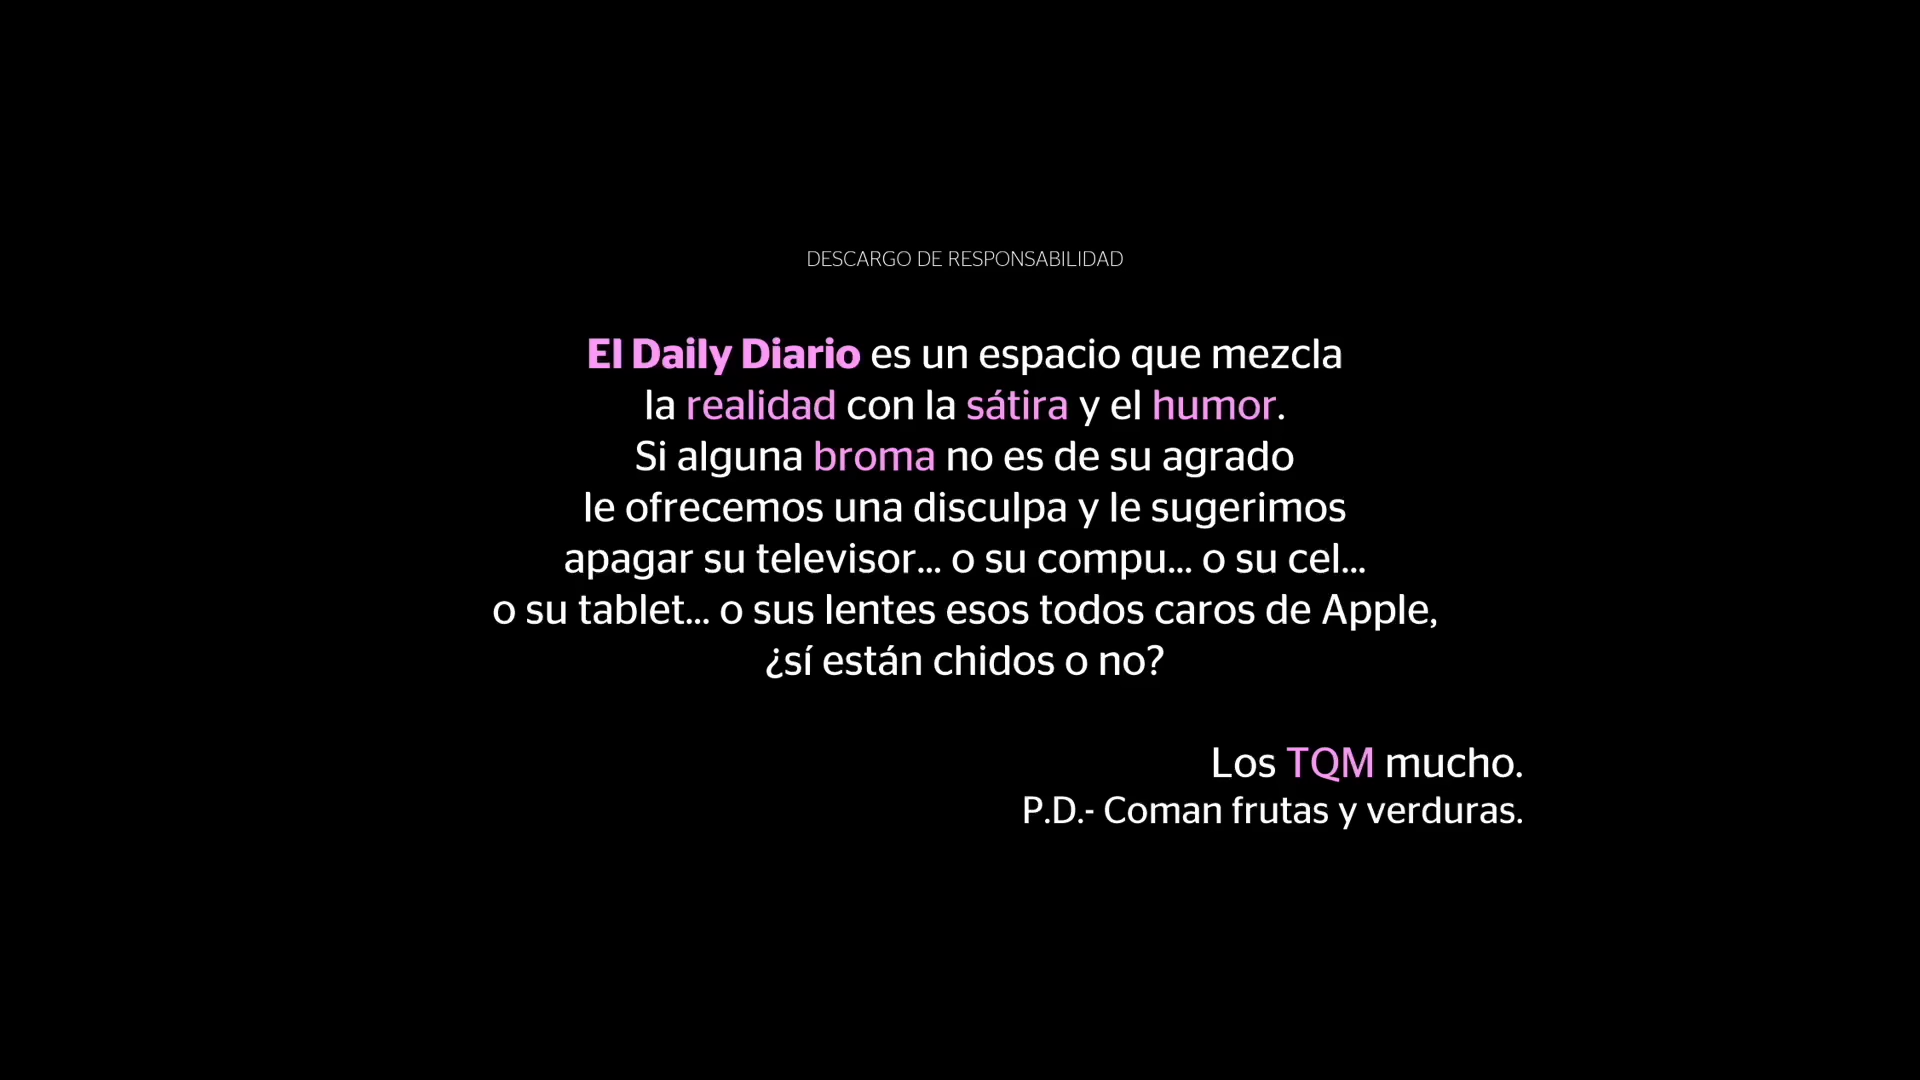 DESCARGO DE RESPONSABILIDAD
El Daily Diario es un espacio que mezcla
la realidad con la sátira y el humor.
Si alguna broma no es de su agrado
le ofrecemos una disculpa y le sugerimos
apagar su televisor... o su compu... o su cel...
o su tablet... o sus lentes esos todos caros de Apple,
¿sí están chidos o no?
Los TQM mucho.
P.D.- Coman frutas y verduras.